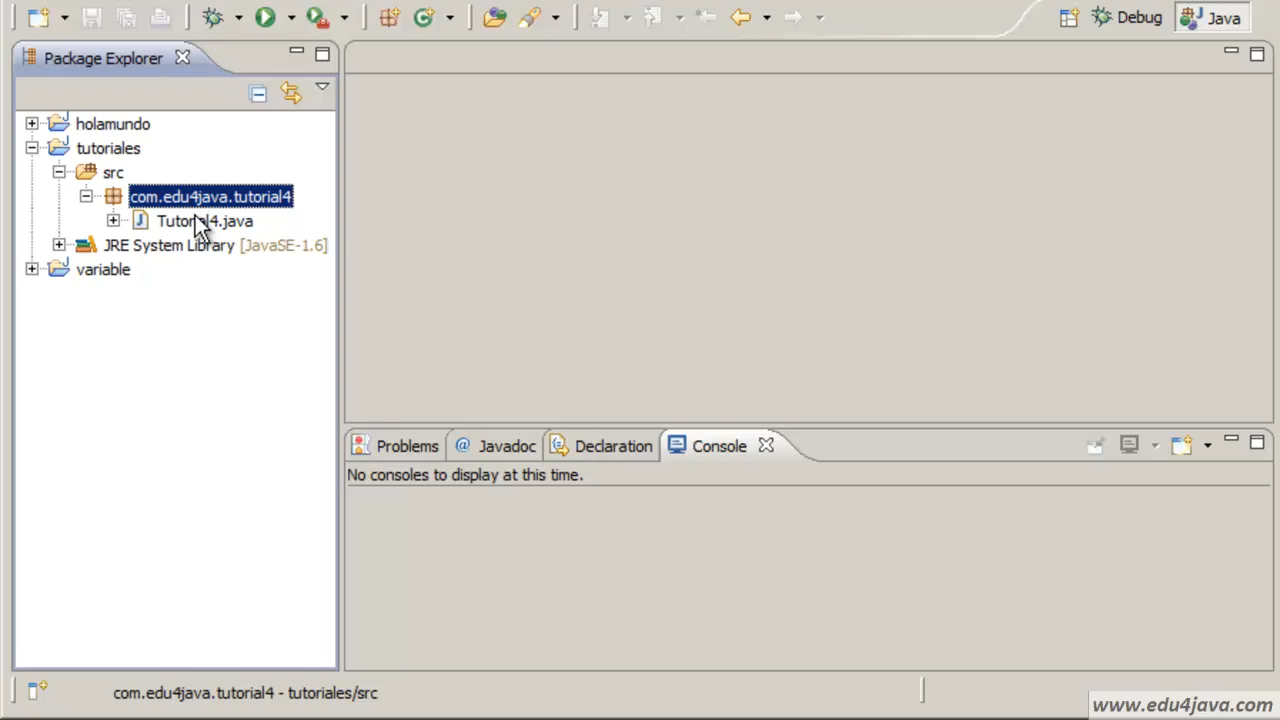 Debug
Java
Package Explorer
holamundo
tutoriales
src
com.edu4java.tutorial4
Tutorial4.java
JRE System Library [JavaSE-1.6]
variable
Problems
@ Javadoc
Declaration
Console
No consoles to display at this time.
com.edu4java.tutorial4 - tutoriales/src
www.edu4java.com